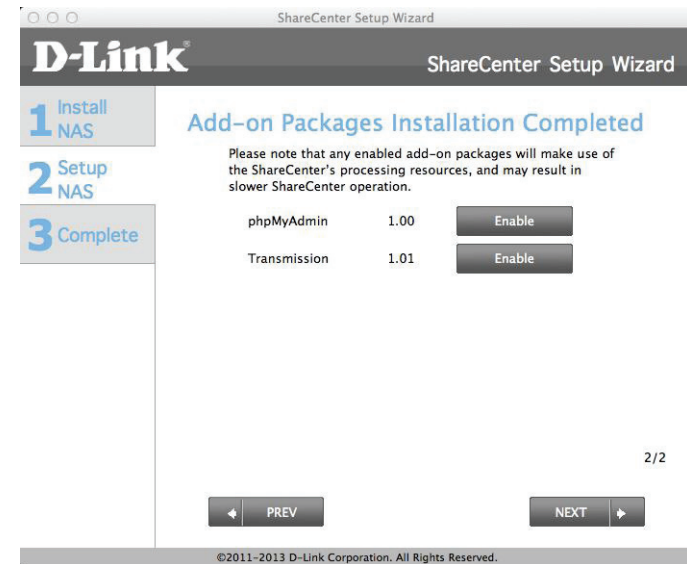 ShareCenter Setup Wizard
D-Link®
ShareCenter Setup Wizard
1 Install
NAS
2 Setup
NAS
3 Complete
Add-on Packages Installation Completed
Please note that any enabled add-on packages will make use of
the ShareCenter's processing resources, and may result in
slower ShareCenter operation.
phpMyAdmin 1.00 Enable
Transmission 1.01 Enable
2/2
PREV NEXT
©2011-2013 D-Link Corporation. All Rights Reserved.